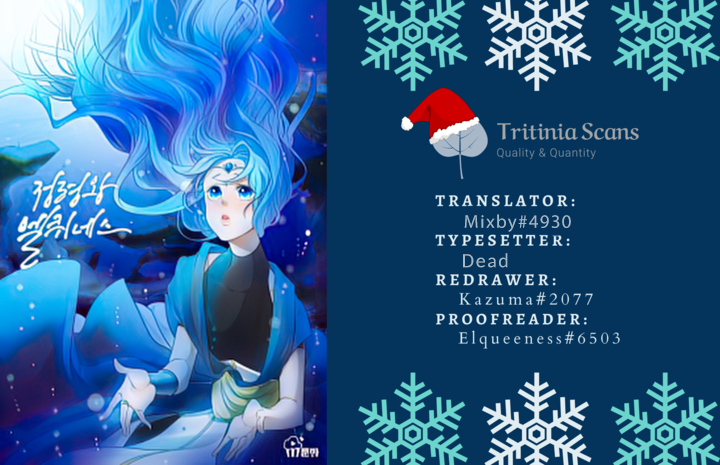 정령왕
엘퀴네스
Tritinia Scans
Quality & Quantity
TRANSLATOR:
Mixby#4930
TYPESETTER:
Dead
REDRAWER:
Kazuma#2077
PROOFREADER:
Elqueeness#6503